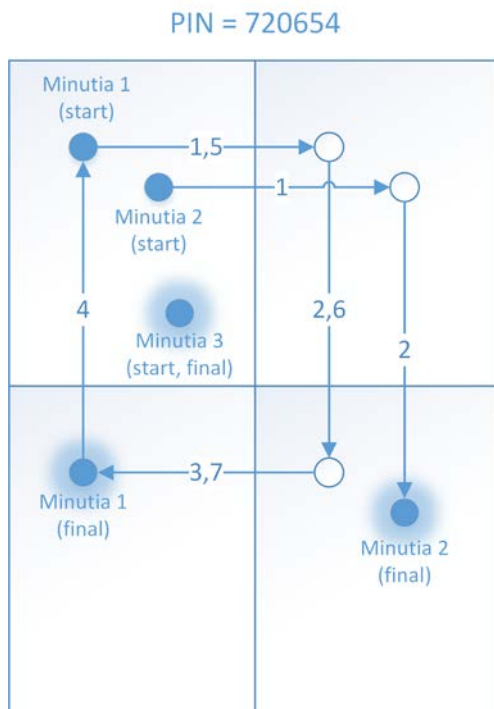 PIN = 720654
Minutia 1
(start)
1,5
1
Minutia 2
(start)
4
2,6
2
Minutia 3
(start, final)
3,7
Minutia 1
(final)
Minutia 2
(final)